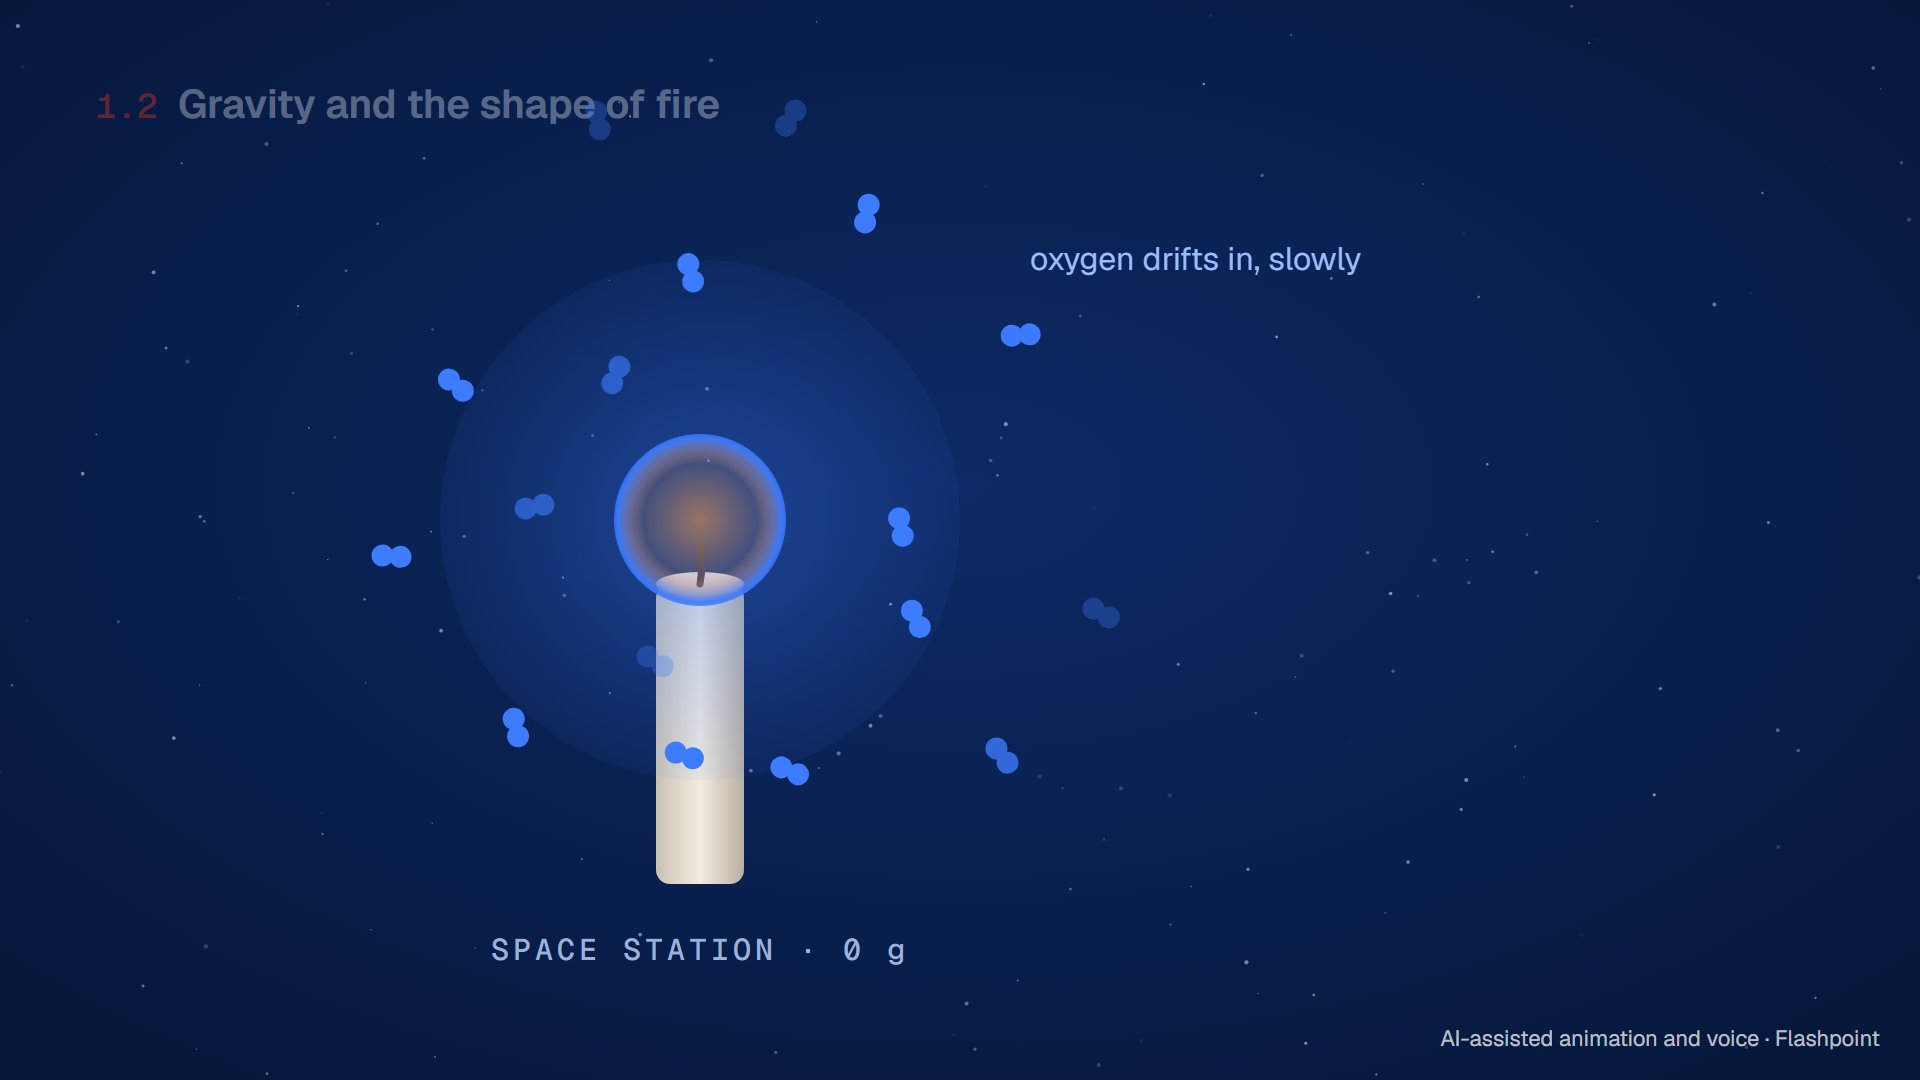 1.2 Gravity and the shape of fire
oxygen drifts in, slowly
SPACE STATION · 0 g
AI-assisted animation and voice · Flashpoint